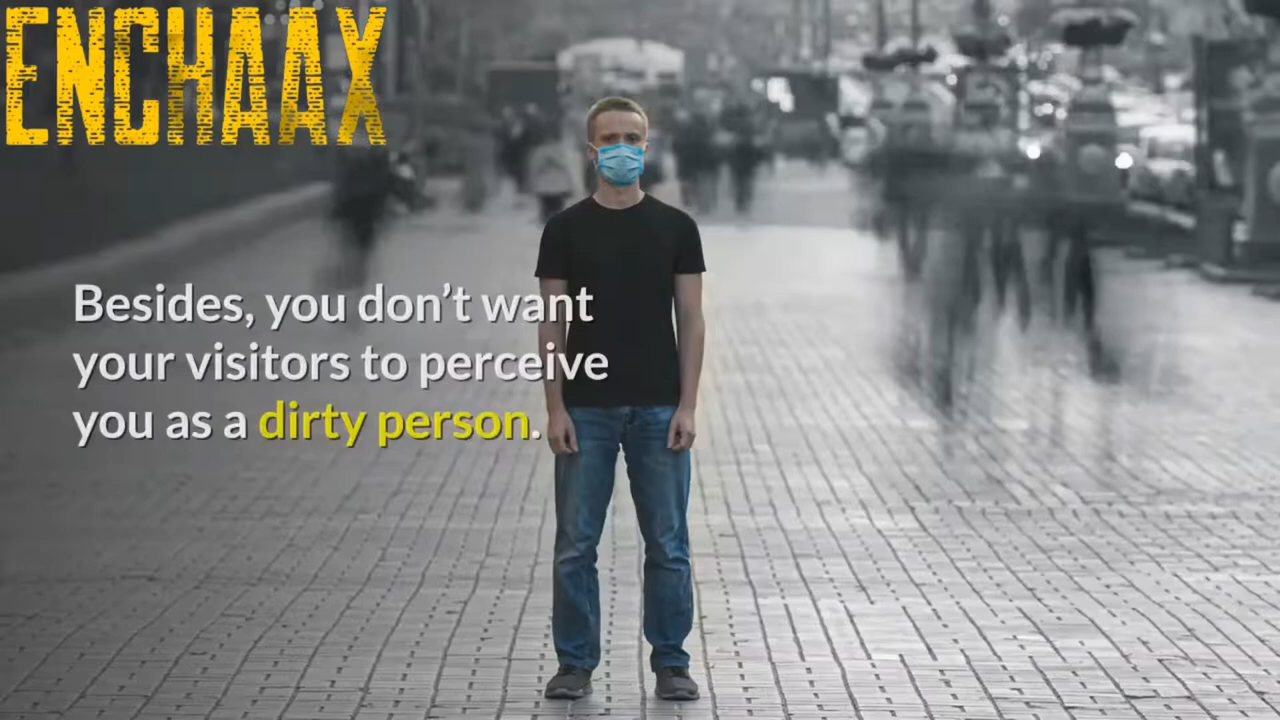 ENCHAAX
Besides, you don't want
your visitors to perceive
you as a dirty person.